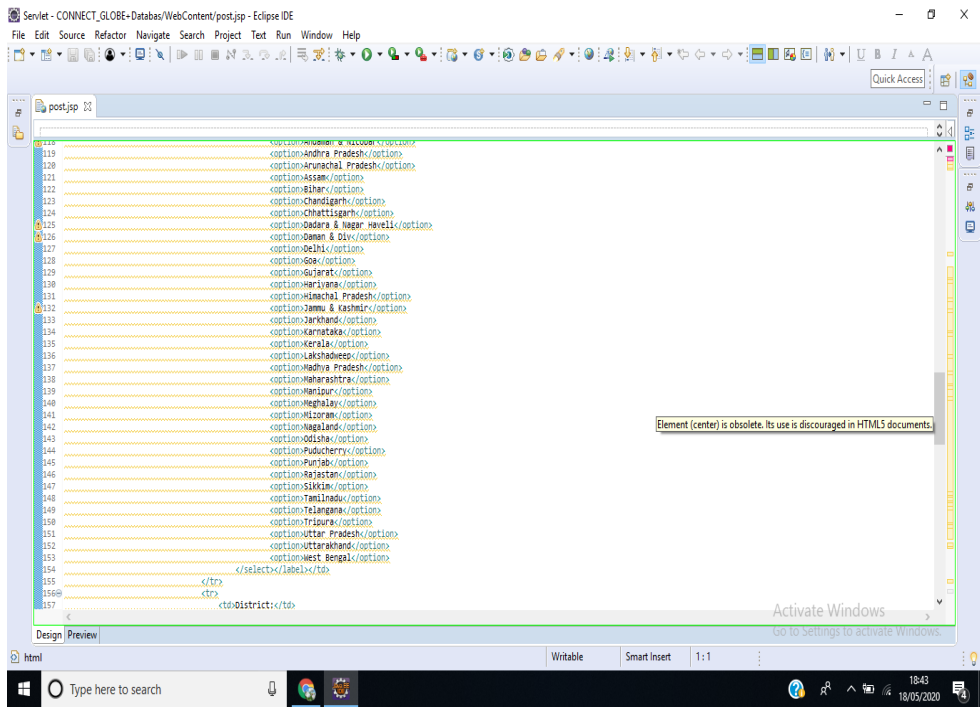 Servlet - CONNECT_GLOBE+Databas/WebContent/post.jsp - Eclipse IDE
File Edit Source Refactor Navigate Search Project Text Run Window Help
U B I A A
Quick Access
post.jsp
118 <option>Andaman & Nicobar</option>
119 <option>Andhra Pradesh</option>
120 <option>Arunachal Pradesh</option>
121 <option>Assam</option>
122 <option>Bihar</option>
123 <option>Chandigarh</option>
124 <option>Chhattisgarh</option>
125 <option>Dadara & Nagar Haveli</option>
126 <option>Daman & Div</option>
127 <option>Delhi</option>
128 <option>Goa</option>
129 <option>Gujarat</option>
130 <option>Hariyana</option>
131 <option>Himachal Pradesh</option>
132 <option>Jammu & Kashmir</option>
133 <option>Jarkhand</option>
134 <option>Karnataka</option>
135 <option>Kerala</option>
136 <option>Lakshadweep</option>
137 <option>Madhya Pradesh</option>
138 <option>Maharashtra</option>
139 <option>Manipur</option>
140 <option>Meghalay</option>
141 <option>Mizoram</option>
142 <option>Nagaland</option>
143 <option>Odisha</option>
144 <option>Puducherry</option>
145 <option>Punjab</option>
146 <option>Rajastan</option>
147 <option>Sikkim</option>
148 <option>Tamilnadu</option>
149 <option>Telangana</option>
150 <option>Tripura</option>
151 <option>Uttar Pradesh</option>
152 <option>Uttarakhand</option>
153 <option>West Bengal</option>
154 </select></label></td>
155 </tr>
156 <tr>
157 <td>District:</td>
Element (center) is obsolete. Its use is discouraged in HTML5 documents.
Activate Windows
Go to Settings to activate Windows.
Design Preview
html Writable Smart Insert 1 : 1
Type here to search
18:43
18/05/2020
4